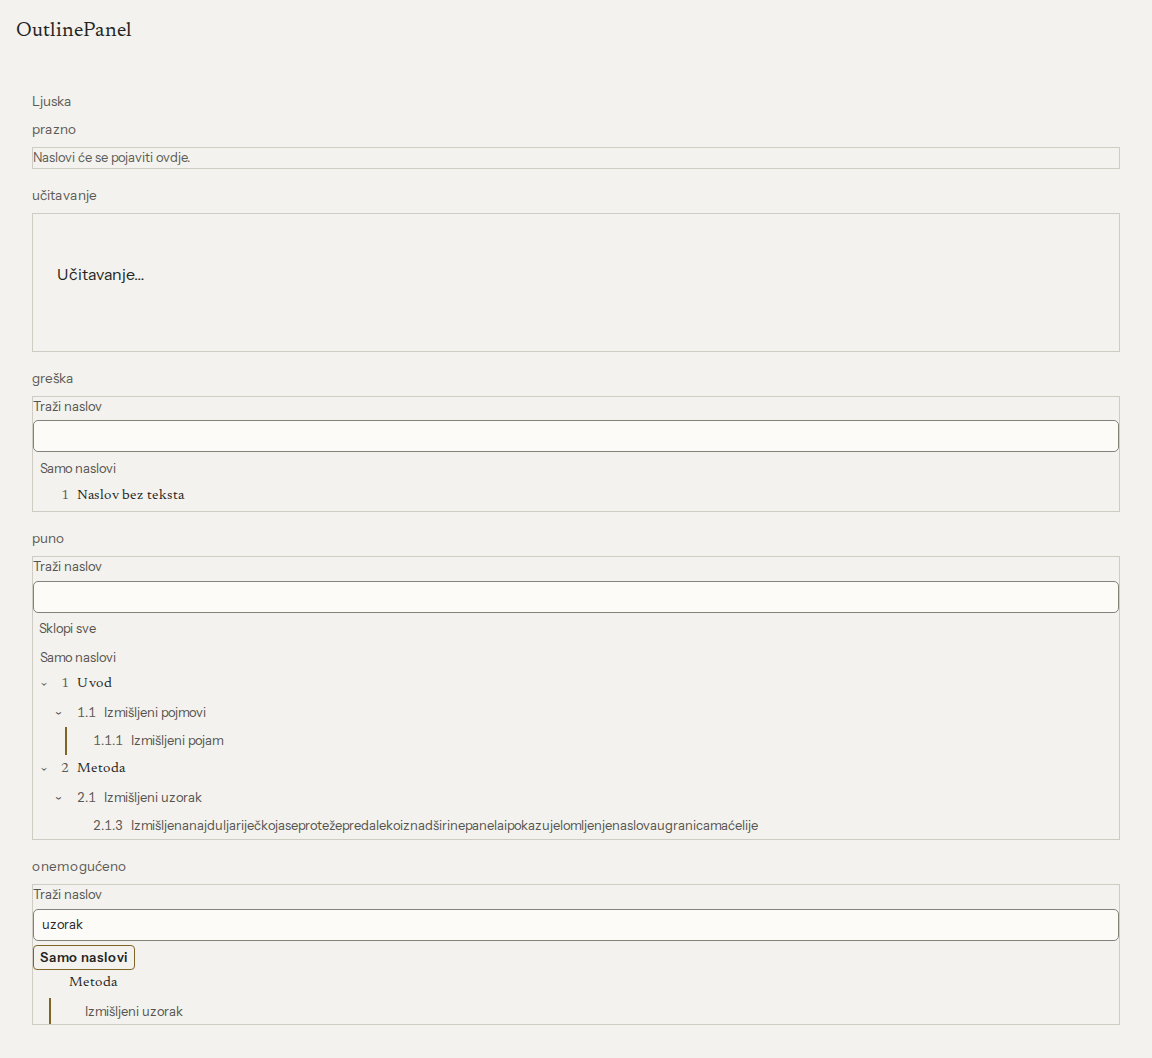 OutlinePanel
Ljuska
prazno
Naslovi će se pojaviti ovdje.
učitavanje
Učitavanje…
greška
Traži naslov
Samo naslovi
1 Naslov bez teksta
puno
Traži naslov
Sklopi sve
Samo naslovi
1 Uvod
1.1 Izmišljeni pojmovi
1.1.1 Izmišljeni pojam
2 Metoda
2.1 Izmišljeni uzorak
2.1.3 Izmišljenanajduljariječkojaseprotežepredalekoiznadširinepanelaipokazujelomljenjenaslovaugranicamaćelije
onemogućeno
Traži naslov
uzorak
Samo naslovi
Metoda
Izmišljeni uzorak